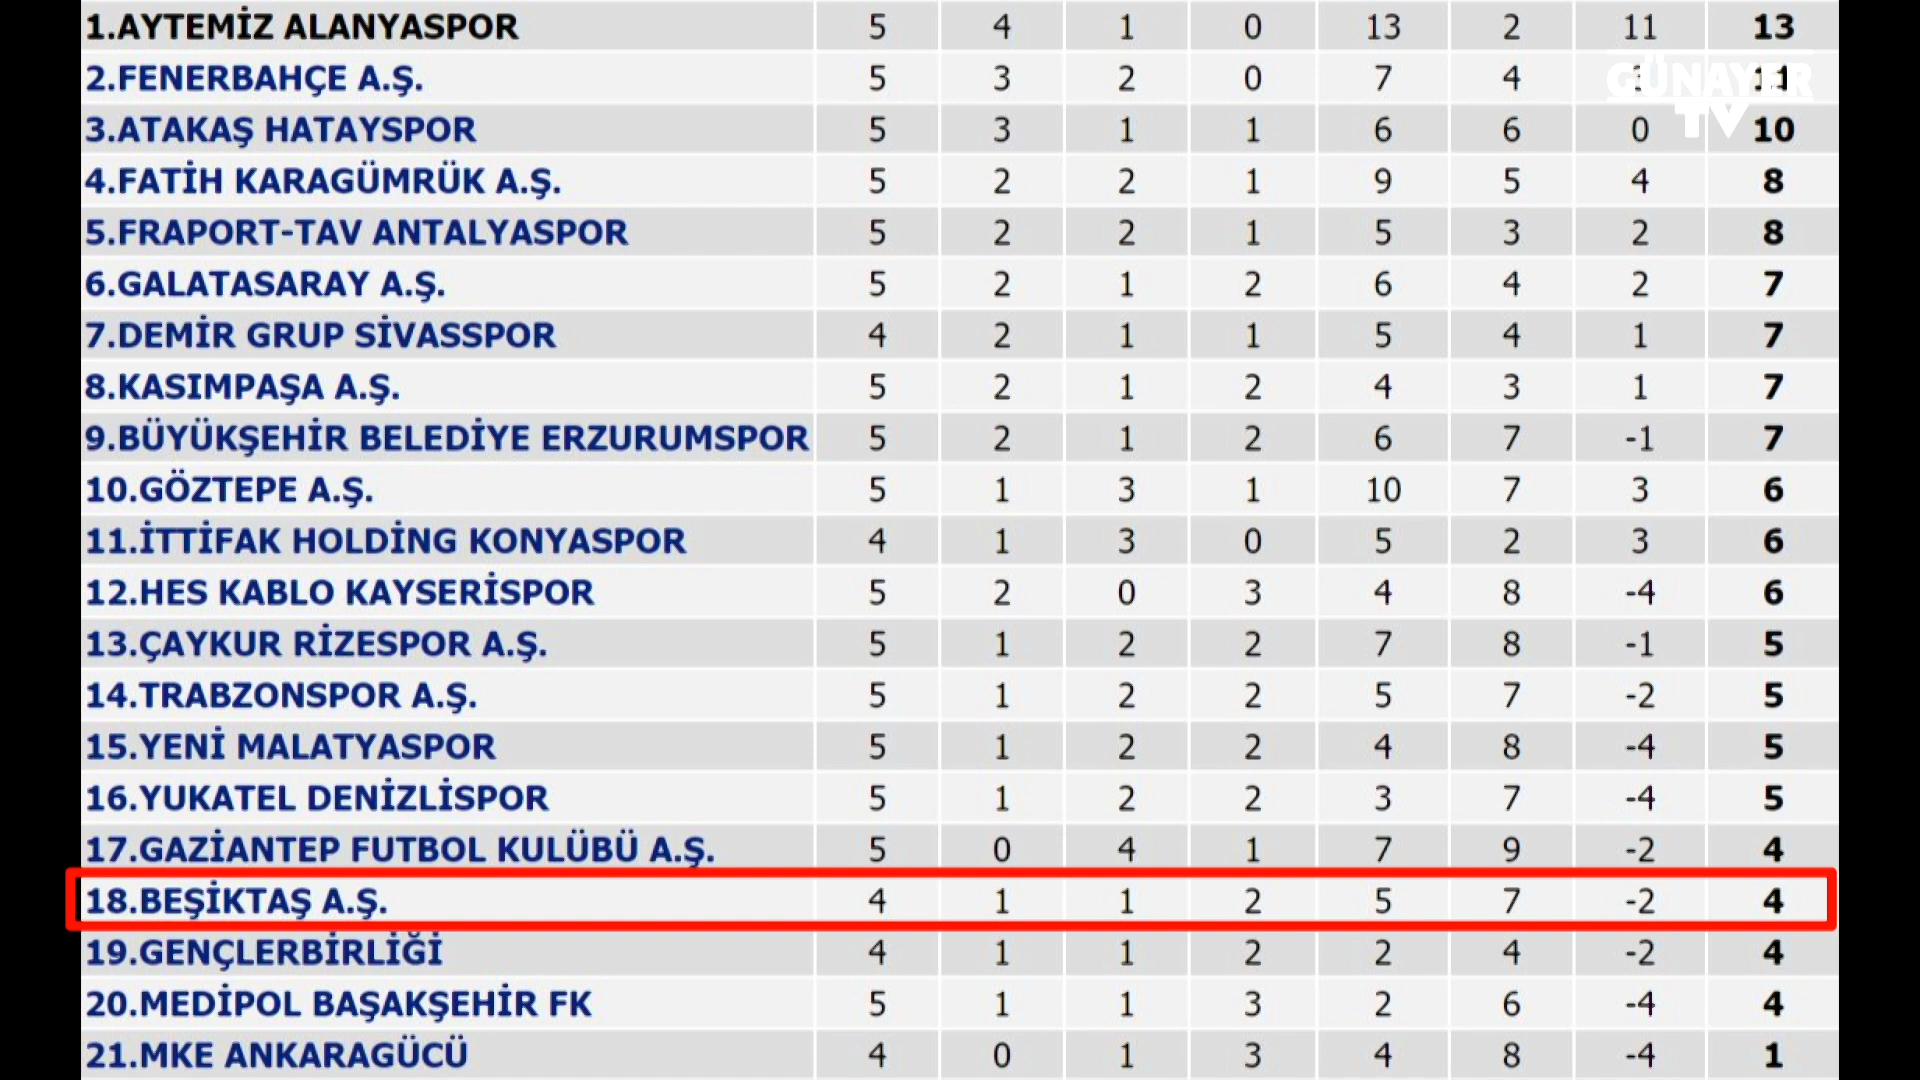 1.AYTEMİZ ALANYASPOR 5 4 1 0 13 2 11 13
2.FENERBAHÇE A.Ş. 5 3 2 0 7 4 3 11
GÜNAYER
TV
3.ATAKAŞ HATAYSPOR 5 3 1 1 6 6 0 10
4.FATİH KARAGÜMRÜK A.Ş. 5 2 2 1 9 5 4 8
5.FRAPORT-TAV ANTALYASPOR 5 2 2 1 5 3 2 8
6.GALATASARAY A.Ş. 5 2 1 2 6 4 2 7
7.DEMİR GRUP SİVASSPOR 4 2 1 1 5 4 1 7
8.KASIMPAŞA A.Ş. 5 2 1 2 4 3 1 7
9.BÜYÜKŞEHİR BELEDİYE ERZURUMSPOR 5 2 1 2 6 7 -1 7
10.GÖZTEPE A.Ş. 5 1 3 1 10 7 3 6
11.İTTİFAK HOLDİNG KONYASPOR 4 1 3 0 5 2 3 6
12.HES KABLO KAYSERİSPOR 5 2 0 3 4 8 -4 6
13.ÇAYKUR RİZESPOR A.Ş. 5 1 2 2 7 8 -1 5
14.TRABZONSPOR A.Ş. 5 1 2 2 5 7 -2 5
15.YENİ MALATYASPOR 5 1 2 2 4 8 -4 5
16.YUKATEL DENİZLİSPOR 5 1 2 2 3 7 -4 5
17.GAZİANTEP FUTBOL KULÜBÜ A.Ş. 5 0 4 1 7 9 -2 4
18.BEŞİKTAŞ A.Ş. 4 1 1 2 5 7 -2 4
19.GENÇLERBİRLİĞİ 4 1 1 2 2 4 -2 4
20.MEDİPOL BAŞAKŞEHİR FK 5 1 1 3 2 6 -4 4
21.MKE ANKARAGÜCÜ 4 0 1 3 4 8 -4 1